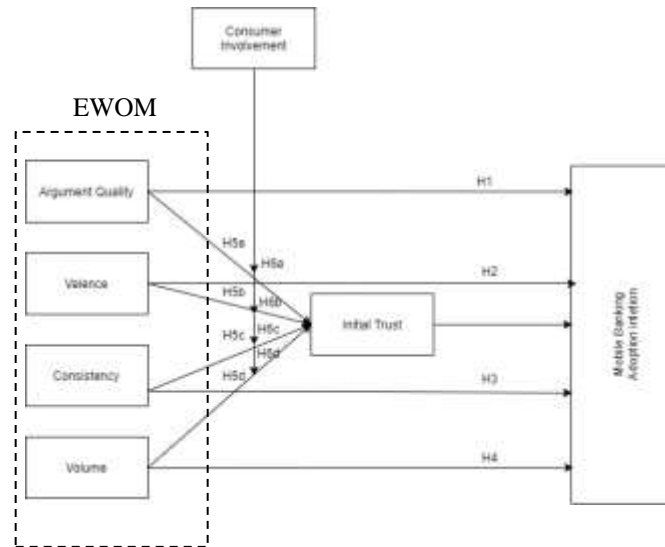 Consumer
Involvement
EWOM
Argument Quality
H1
H5a
H6a
Valence
H2
H5b
H6b
Initial Trust
H5c
H6c
H6d
Consistency
H5d
H3
Volume
H4
Mobile Banking
Adoption intetion